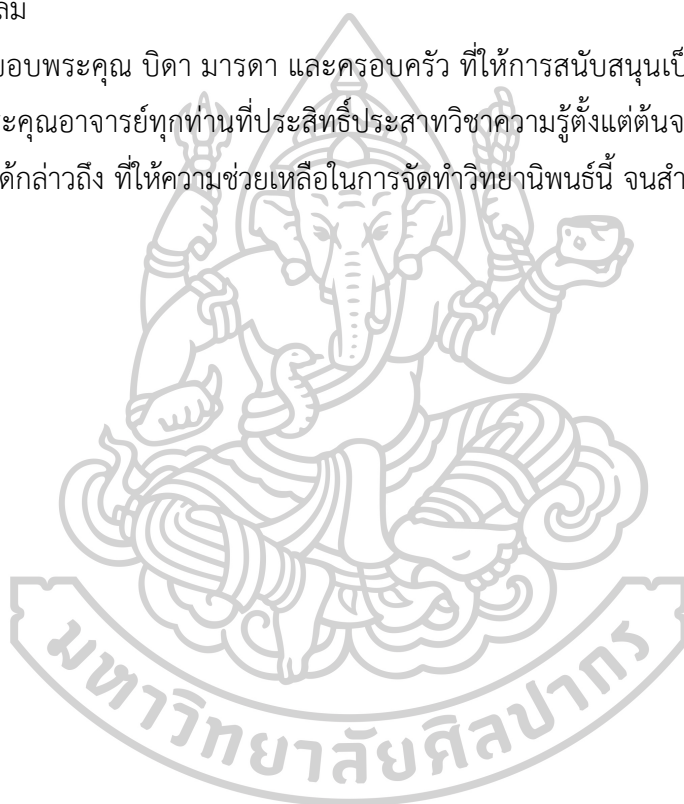 ลม
ขอบพระคุณ บิดา มารดา และครอบครัว ที่ให้การสนับสนุนเป็
ะคุณอาจารย์ทุกท่านที่ประสิทธิ์ประสาทวิชาความรู้ตั้งแต่ต้นจ
ด้กล่าวถึง ที่ให้ความช่วยเหลือในการจัดทำวิทยานิพนธ์นี้ จนสำ
มหาวิทยาลัยศิลปากร